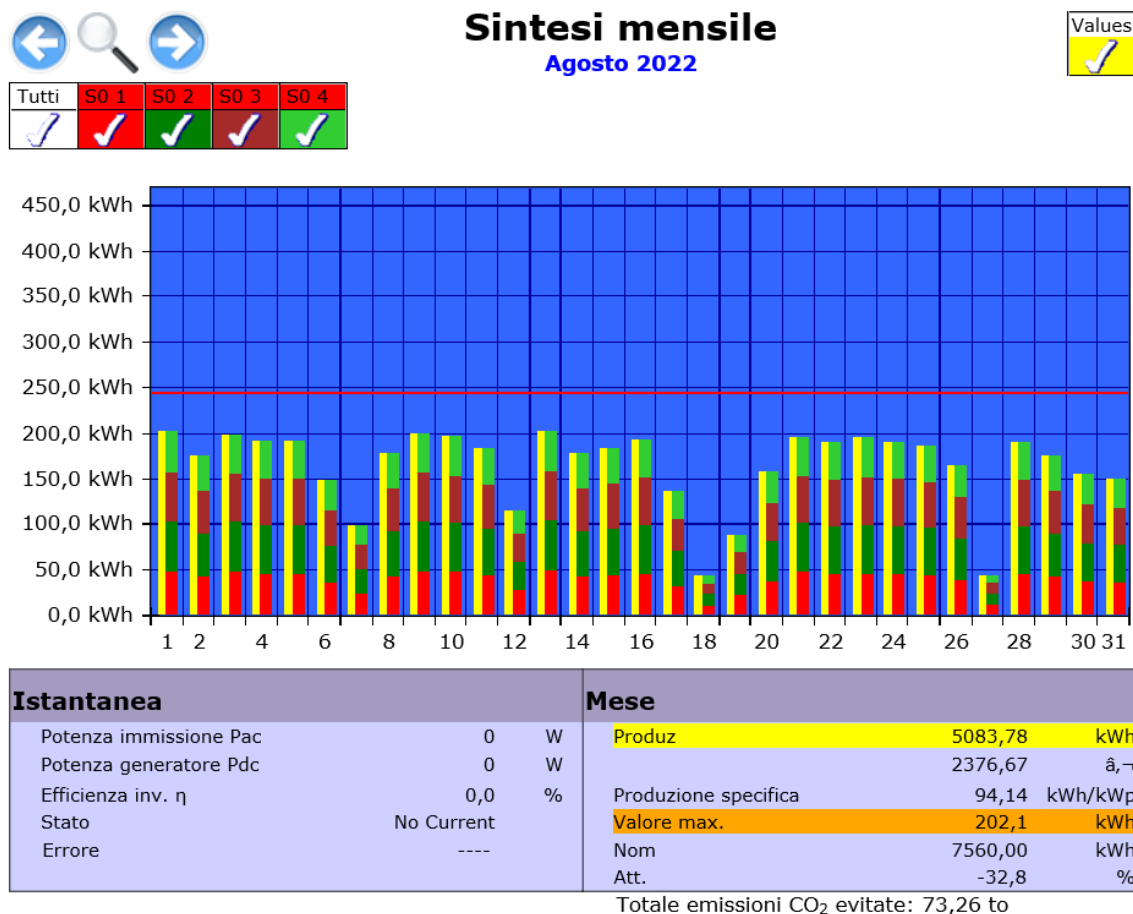 Sintesi mensile
Agosto 2022
Values
Tutti S0 1 S0 2 S0 3 S0 4
450,0 kWh
400,0 kWh
350,0 kWh
300,0 kWh
250,0 kWh
200,0 kWh
150,0 kWh
100,0 kWh
50,0 kWh
0,0 kWh
1 2 4 6 8 10 12 14 16 18 20 22 24 26 28 30 31
Istantanea
Potenza immissione Pac 0 W
Potenza generatore Pdc 0 W
Efficienza inv. η 0,0 %
Stato No Current
Errore ----
Mese
Produz 5083,78 kWh
2376,67 â‚¬
Produzione specifica 94,14 kWh/kWp
Valore max. 202,1 kWh
Nom 7560,00 kWh
Att. -32,8 %
Totale emissioni CO₂ evitate: 73,26 to